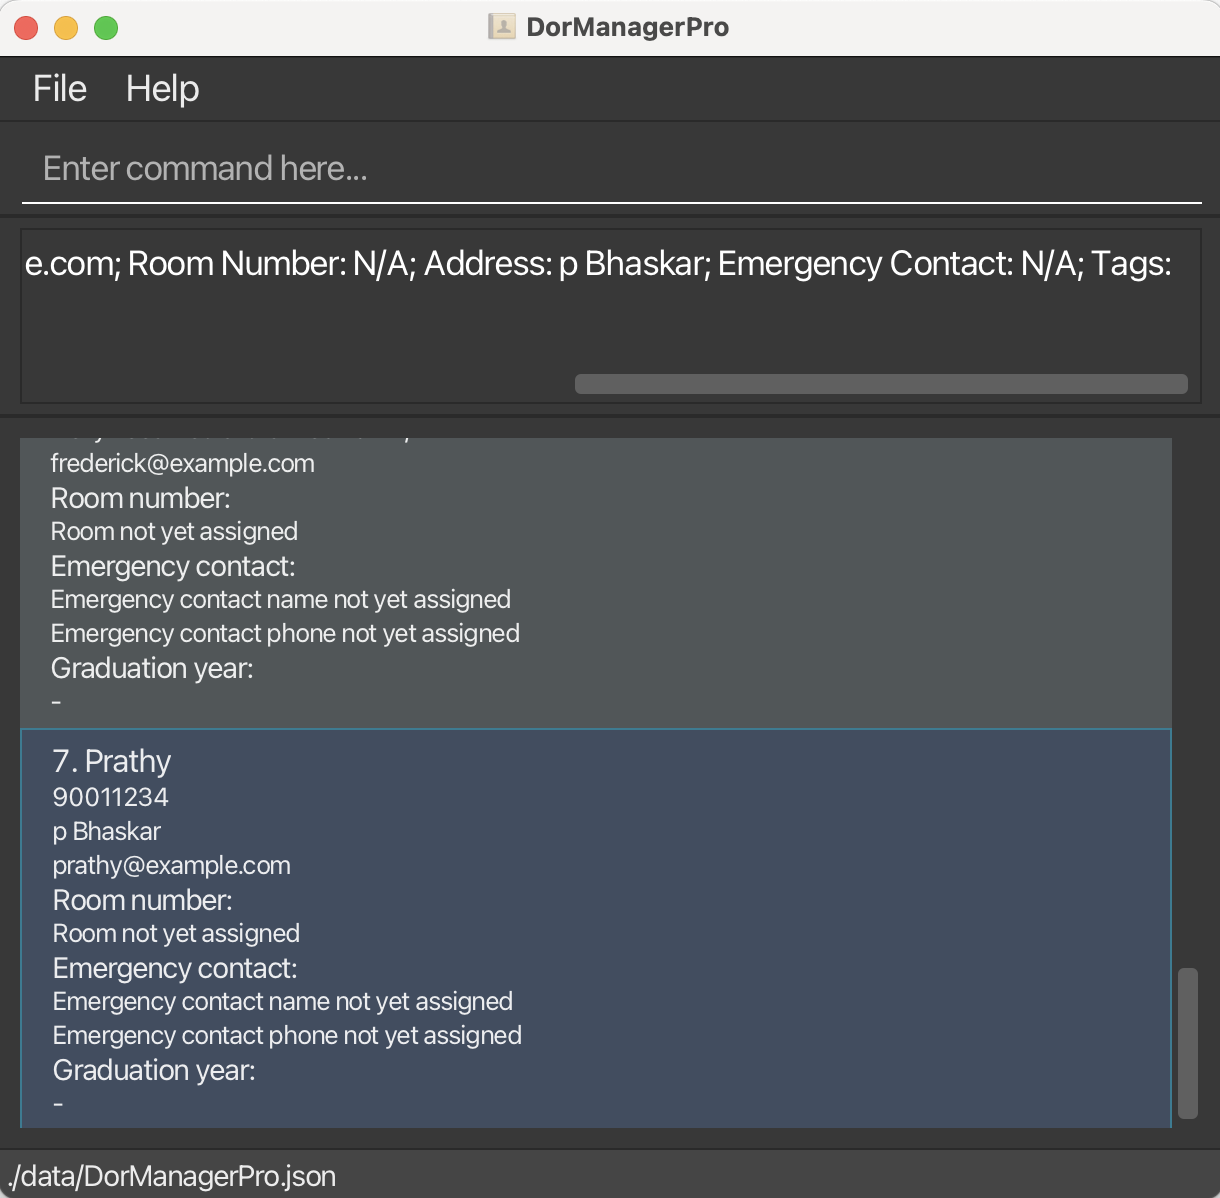 DorManagerPro
File Help
Enter command here...
e.com; Room Number: N/A; Address: p Bhaskar; Emergency Contact: N/A; Tags:
frederick@example.com
Room number:
Room not yet assigned
Emergency contact:
Emergency contact name not yet assigned
Emergency contact phone not yet assigned
Graduation year:
-
7. Prathy
90011234
p Bhaskar
prathy@example.com
Room number:
Room not yet assigned
Emergency contact:
Emergency contact name not yet assigned
Emergency contact phone not yet assigned
Graduation year:
-
./data/DorManagerPro.json